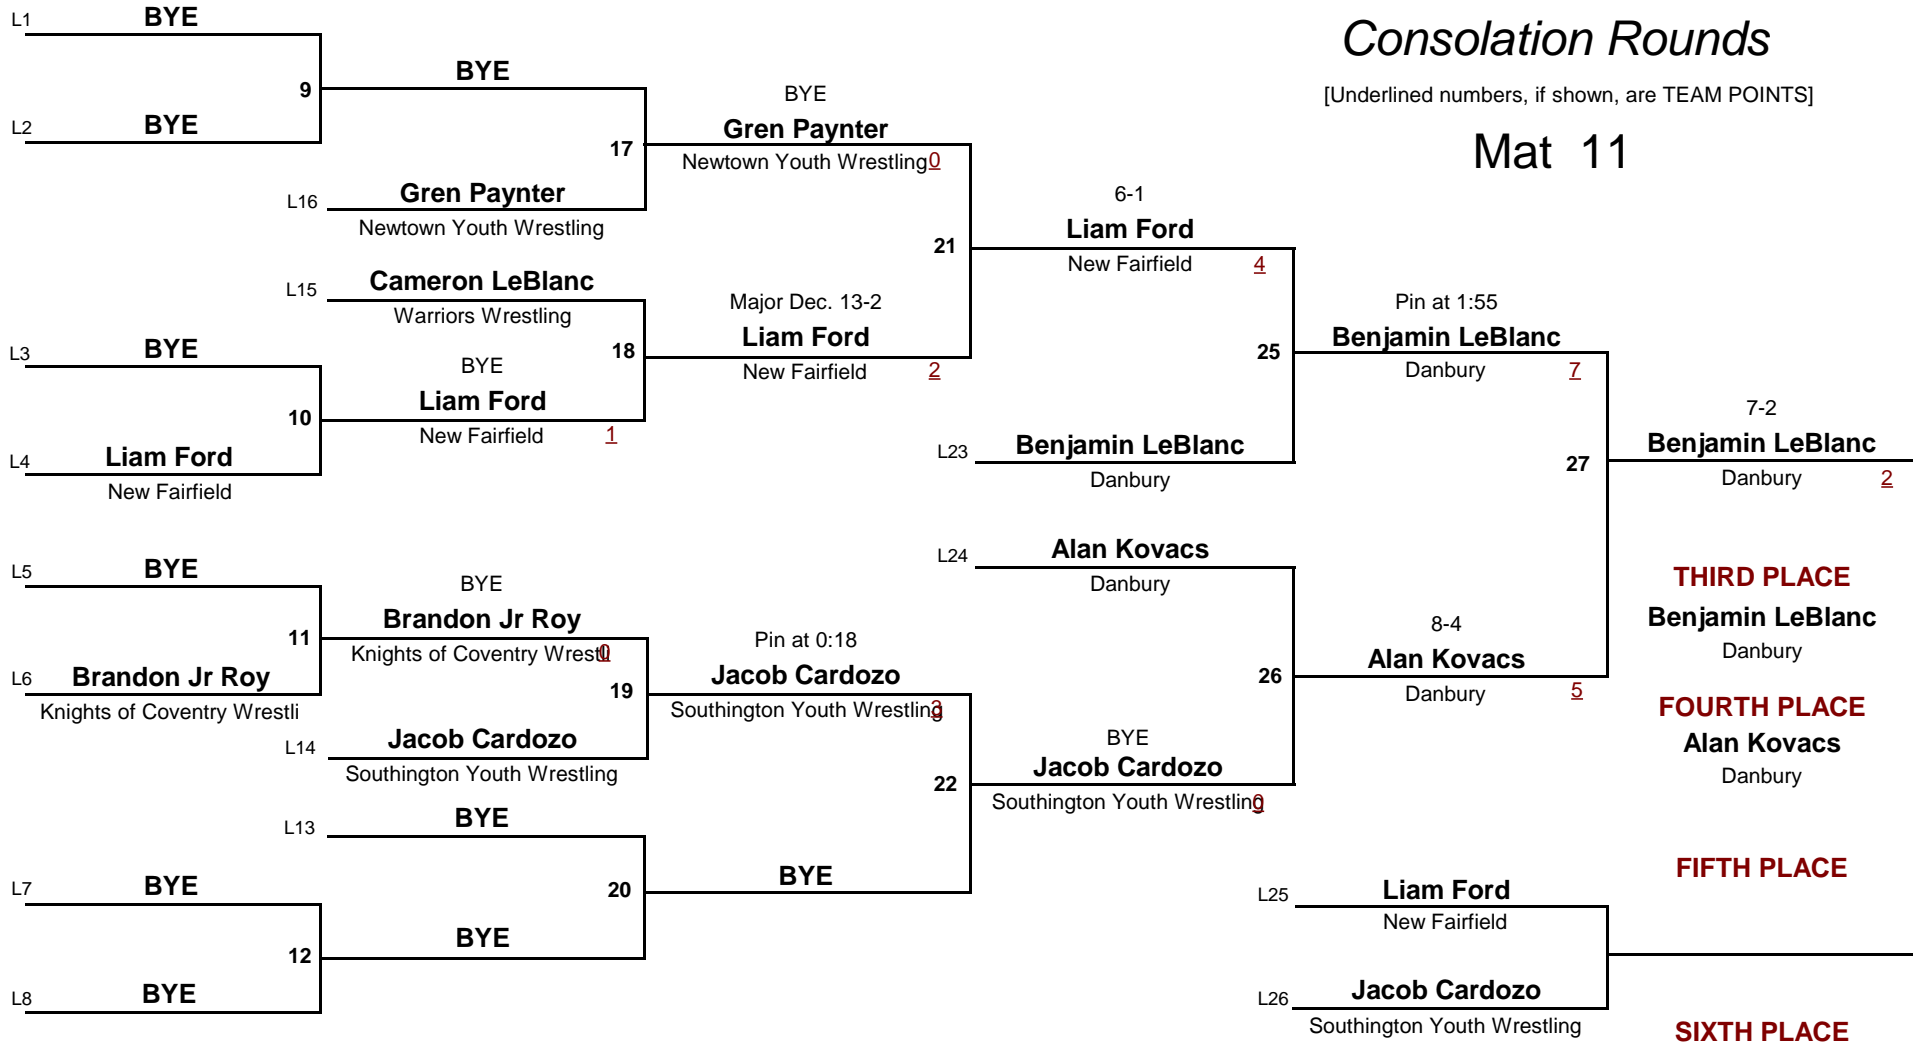 Consolation Rounds
[Underlined numbers, if shown, are TEAM POINTS]
Mat 11
L1 BYE
9
L2 BYE
BYE
17
L16 Gren Paynter
Newtown Youth Wrestling
BYE
Gren Paynter
Newtown Youth Wrestling 0
21
L15 Cameron LeBlanc
Warriors Wrestling
18
L3 BYE
10
L4 Liam Ford
New Fairfield
BYE
Liam Ford
New Fairfield 1
Major Dec. 13-2
Liam Ford
New Fairfield 2
6-1
Liam Ford
New Fairfield 4
25
L23 Benjamin LeBlanc
Danbury
Pin at 1:55
Benjamin LeBlanc
Danbury 7
27
7-2
Benjamin LeBlanc
Danbury 2
L5 BYE
11
L6 Brandon Jr Roy
Knights of Coventry Wrestli
BYE
Brandon Jr Roy
Knights of Coventry Wrestli 0
19
L14 Jacob Cardozo
Southington Youth Wrestling
Pin at 0:18
Jacob Cardozo
Southington Youth Wrestling 3
22
L13 BYE
20
L7 BYE
12
L8 BYE
BYE
BYE
BYE
Jacob Cardozo
Southington Youth Wrestling 0
L24 Alan Kovacs
Danbury
26
8-4
Alan Kovacs
Danbury 5
THIRD PLACE
Benjamin LeBlanc
Danbury
FOURTH PLACE
Alan Kovacs
Danbury
FIFTH PLACE
L25 Liam Ford
New Fairfield
L26 Jacob Cardozo
Southington Youth Wrestling
SIXTH PLACE